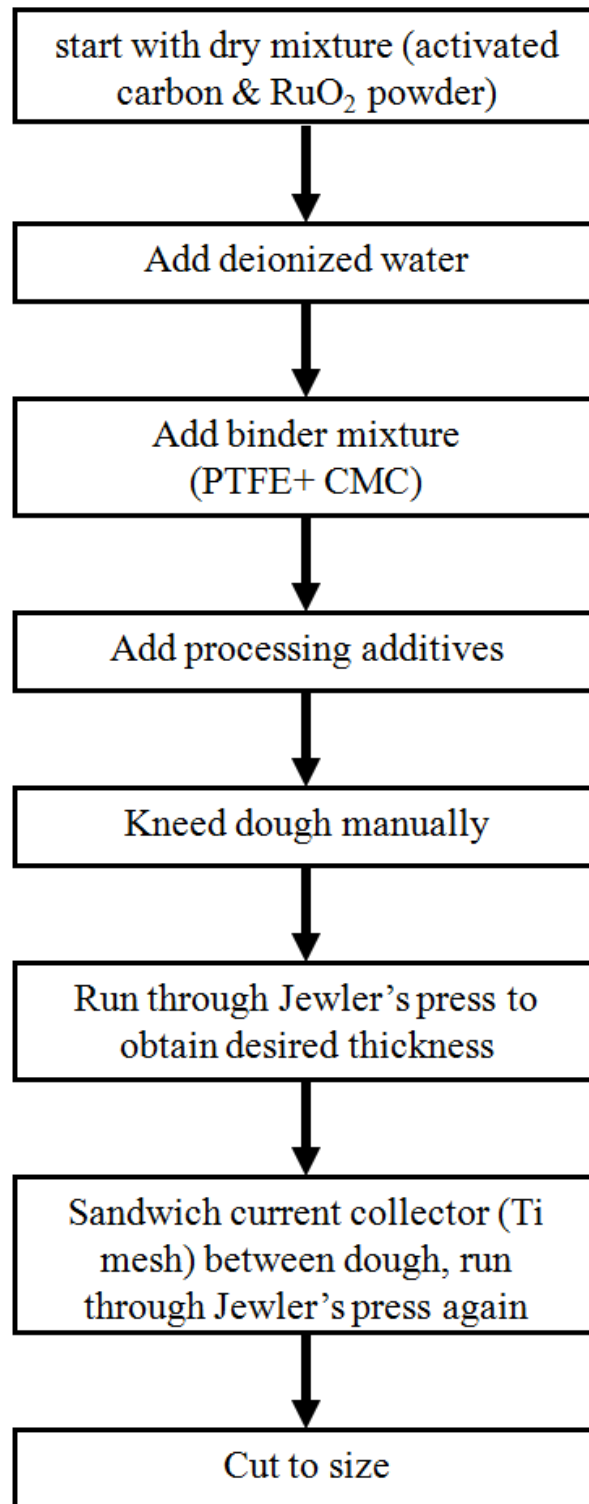 start with dry mixture (activated
carbon & RuO₂ powder)
Add deionized water
Add binder mixture
(PTFE+ CMC)
Add processing additives
Kneed dough manually
Run through Jewler’s press to
obtain desired thickness
Sandwich current collector (Ti
mesh) between dough, run
through Jewler’s press again
Cut to size